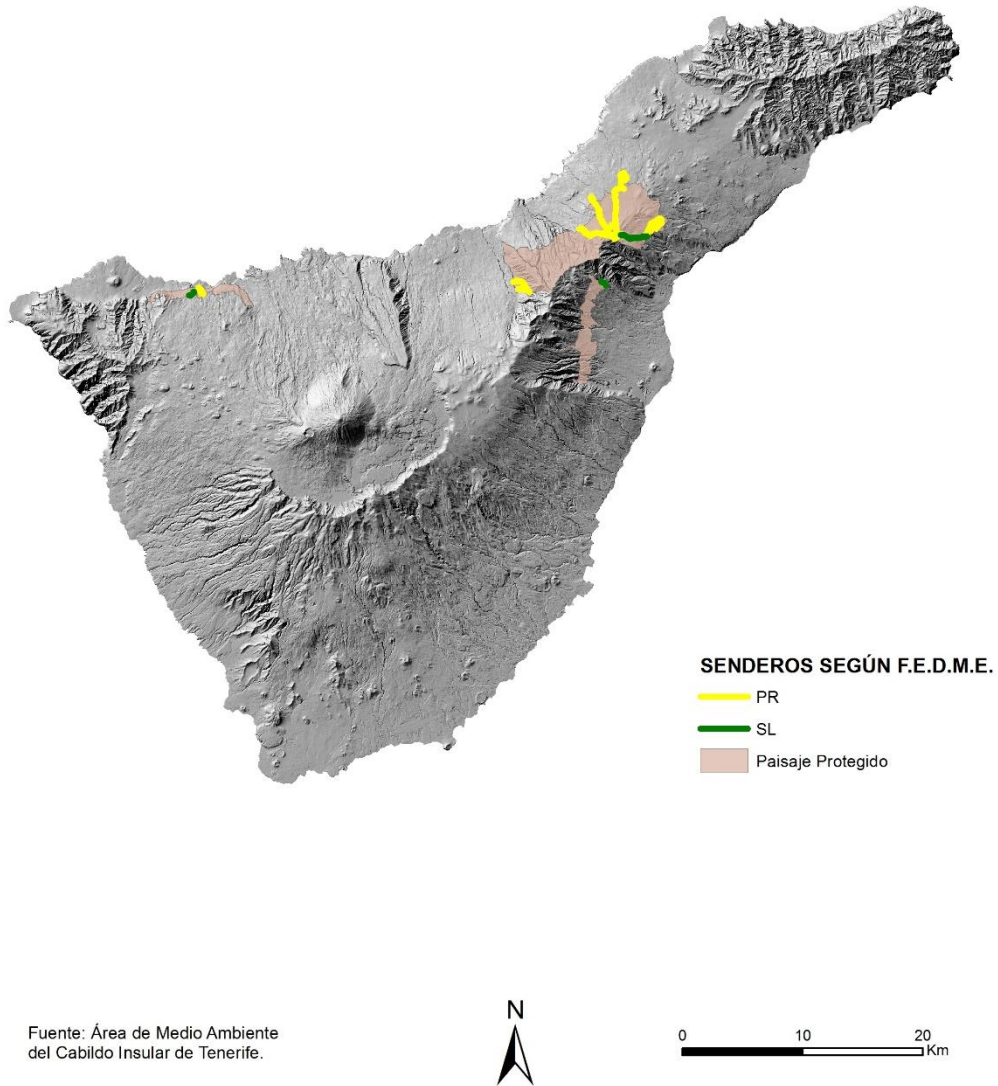 SENDEROS SEGÚN F.E.D.M.E.
PR
SL
Paisaje Protegido
Fuente: Área de Medio Ambiente
del Cabildo Insular de Tenerife.
N
0 10 20
Km